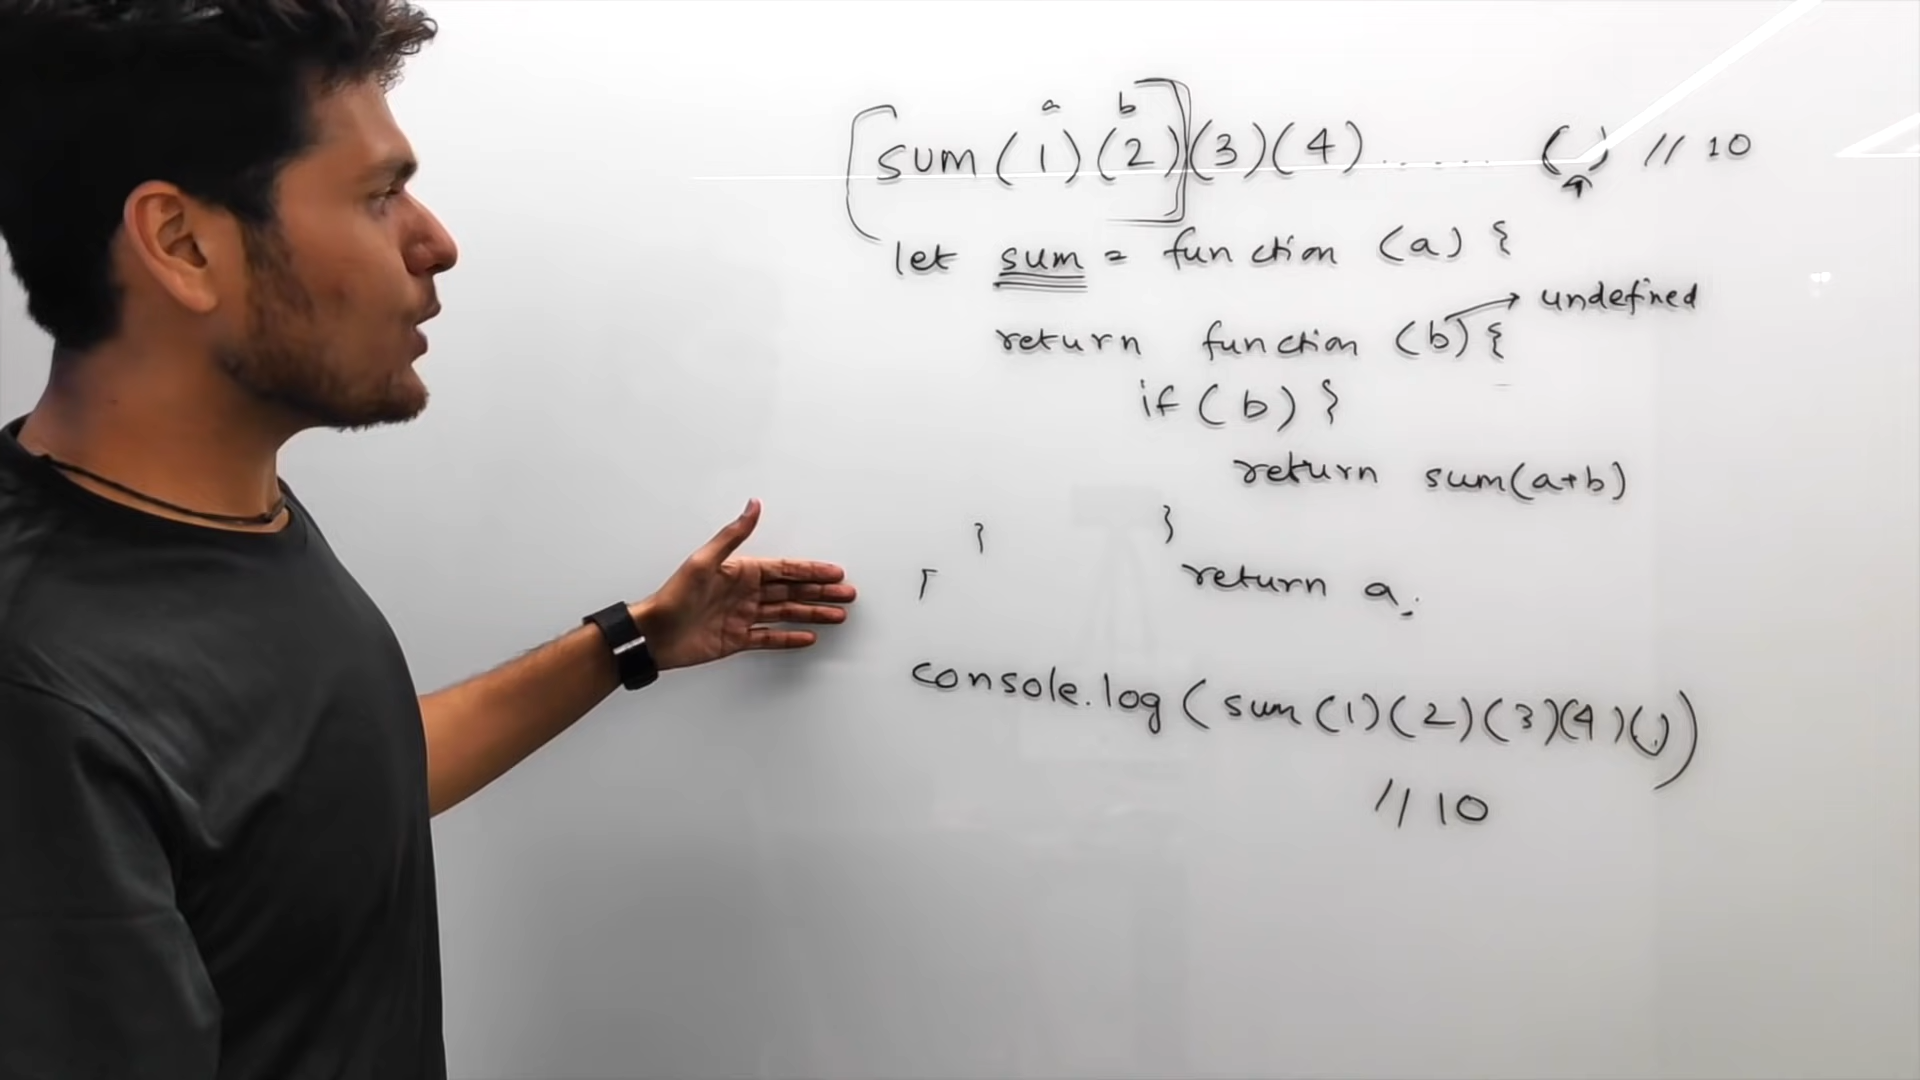 a b
sum(1)(2)(3)(4)....... () // 10
let sum = function (a) {
undefined
return function (b) {
if (b) }
return sum(a+b)
} }
return a.
console.log(sum(1)(2)(3)(4)())
// 10